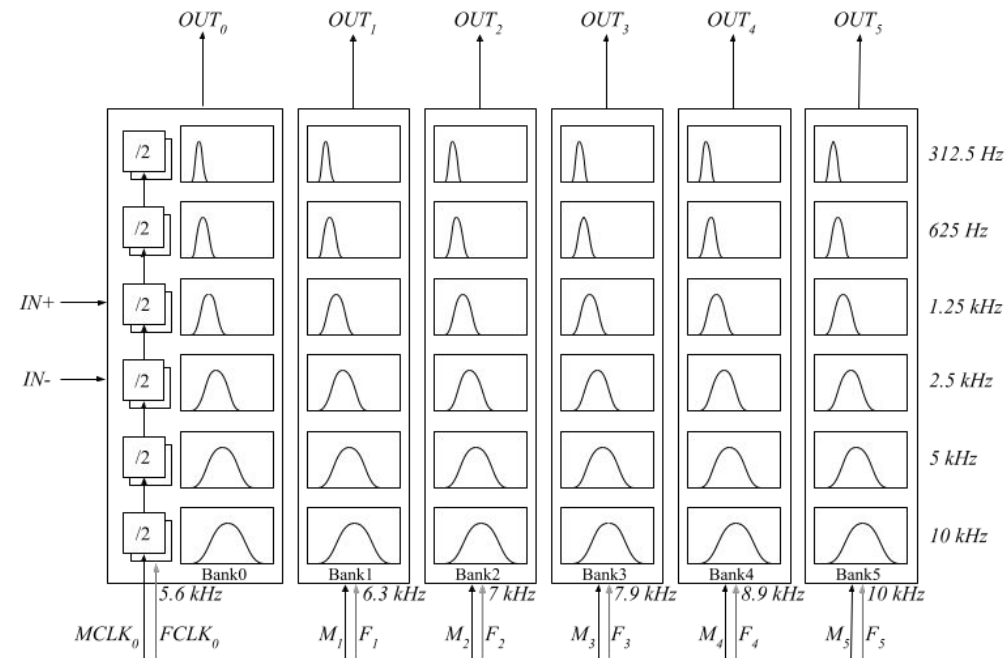 OUT0 OUT1 OUT2 OUT3 OUT4 OUT5
/2 312.5 Hz
/2 625 Hz
IN+ /2 1.25 kHz
IN- /2 2.5 kHz
/2 5 kHz
/2 10 kHz
Bank0 Bank1 Bank2 Bank3 Bank4 Bank5
5.6 kHz 6.3 kHz 7 kHz 7.9 kHz 8.9 kHz 10 kHz
MCLK0 FCLK0 M1 F1 M2 F2 M3 F3 M4 F4 M5 F5